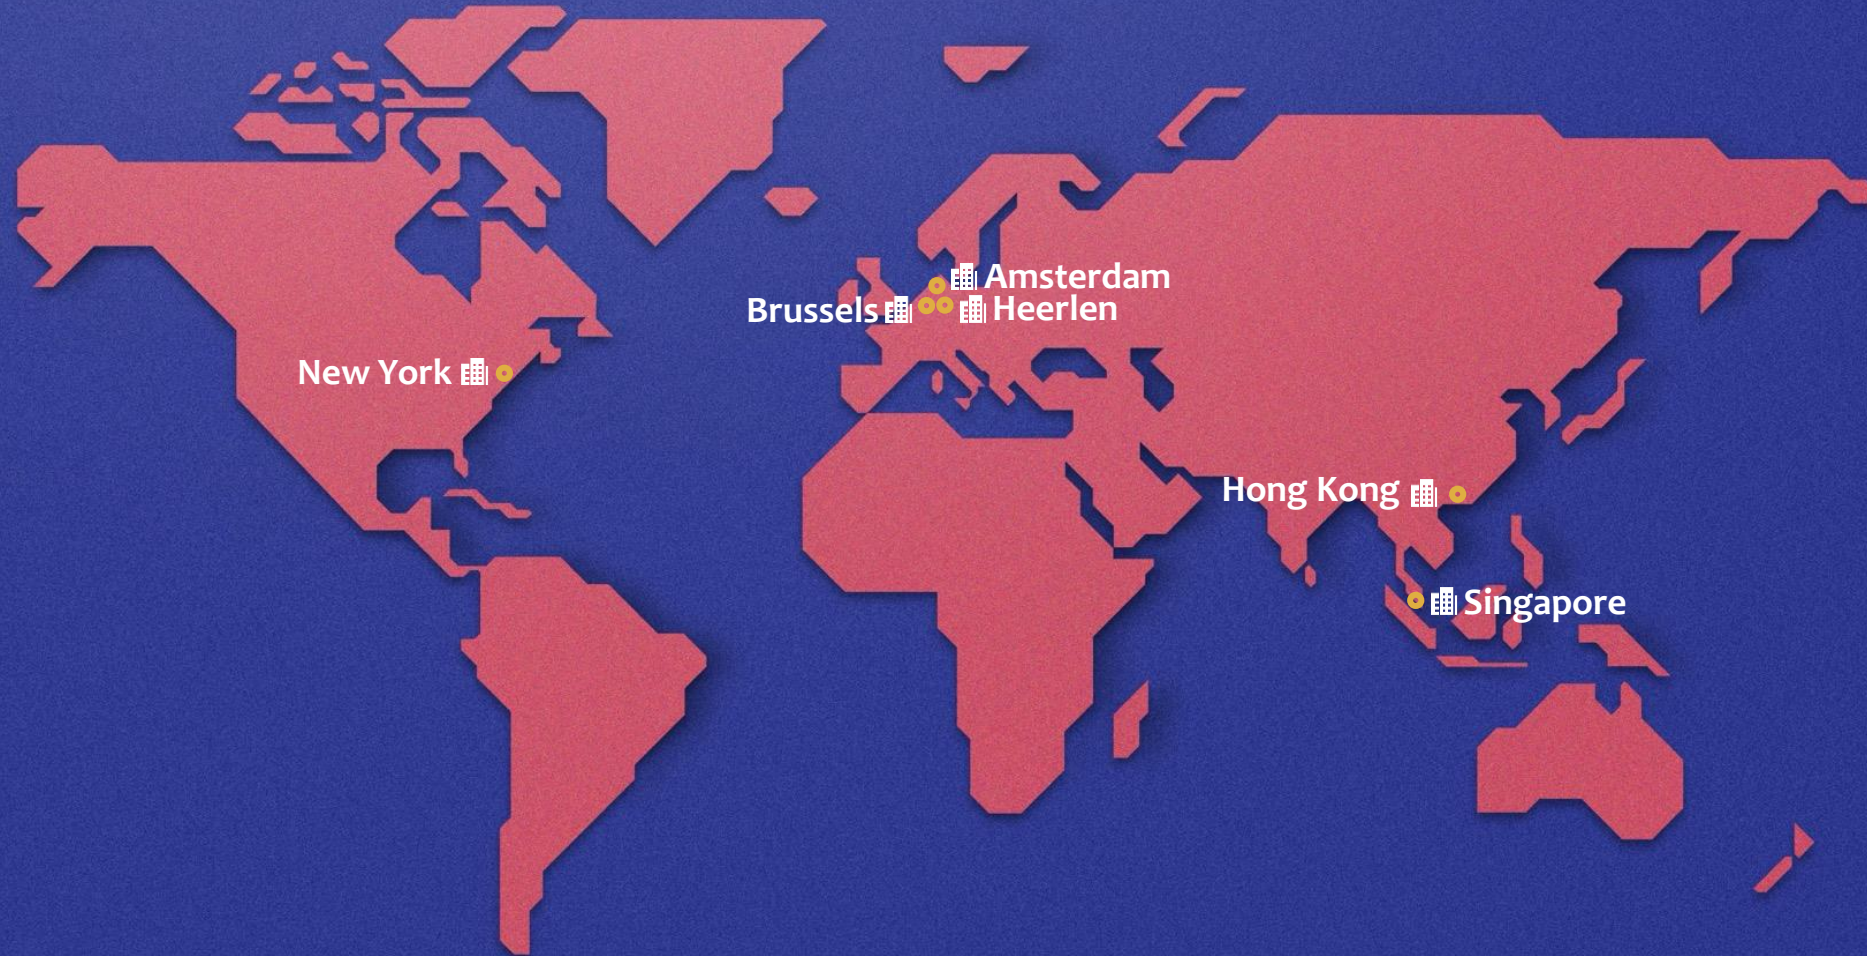 Amsterdam
Brussels
Heerlen
New York
Hong Kong
Singapore